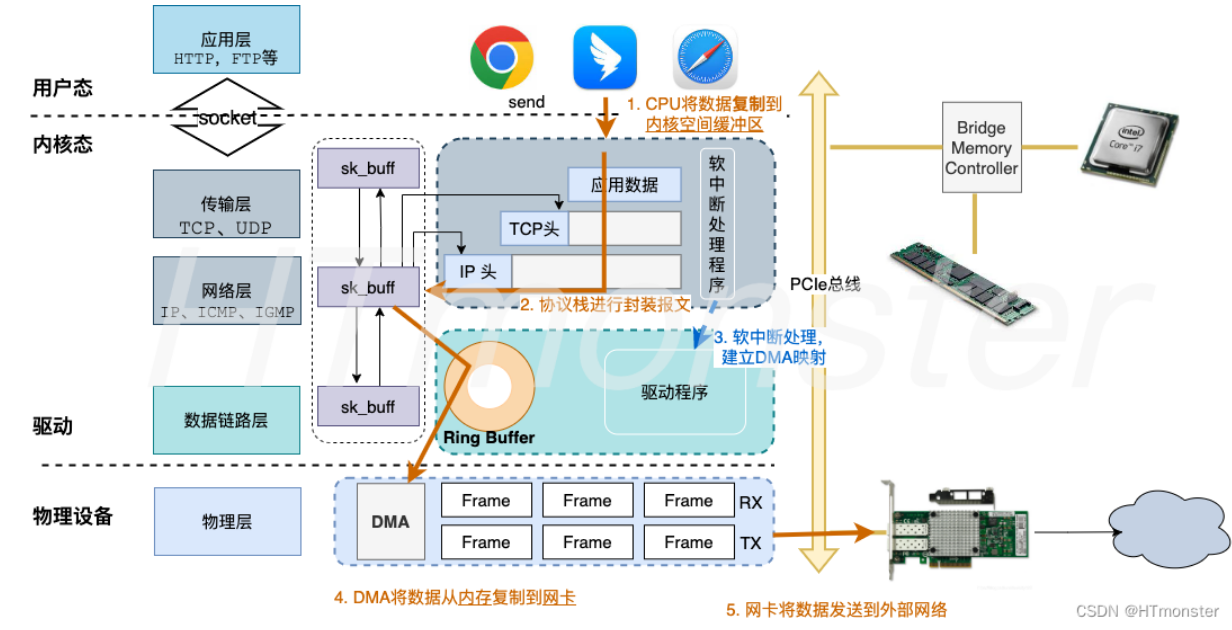 应用层
HTTP, FTP等
用户态
socket
内核态
send
1. CPU将数据复制到
内核空间缓冲区
sk_buff
应用数据
TCP头
IP 头
软中断处理程序
传输层
TCP、UDP
网络层
IP、ICMP、IGMP
sk_buff
2. 协议栈进行封装报文
3. 软中断处理，
建立DMA映射
驱动程序
Ring Buffer
sk_buff
数据链路层
驱动
物理设备
物理层
DMA
Frame Frame Frame RX
Frame Frame Frame TX
4. DMA将数据从内存复制到网卡
5. 网卡将数据发送到外部网络
PCIe总线
Bridge
Memory
Controller
intel
Core i7
HTmonster
CSDN @HTmonster